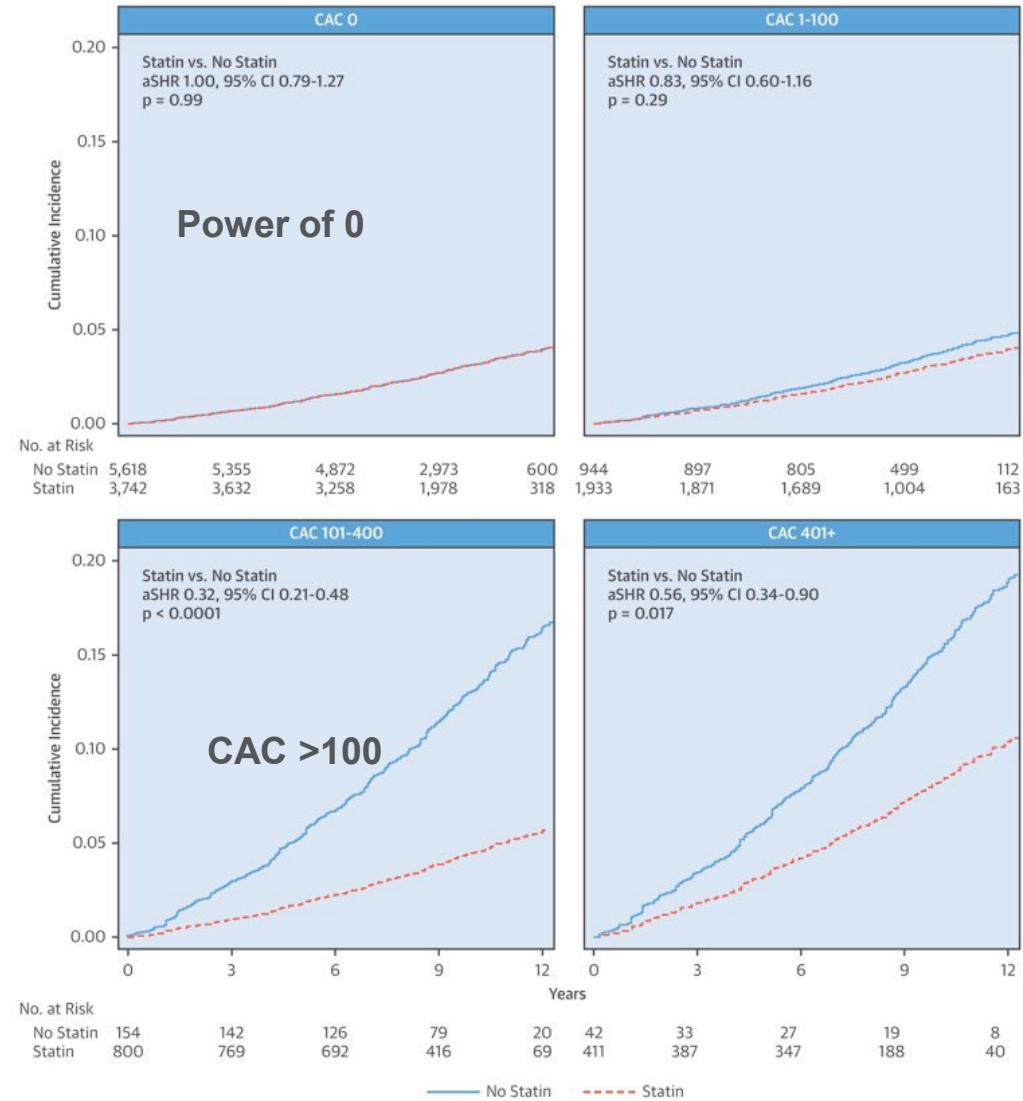 CAC 0
CAC 1-100
Statin vs. No Statin
aSHR 1.00, 95% CI 0.79-1.27
p = 0.99
Statin vs. No Statin
aSHR 0.83, 95% CI 0.60-1.16
p = 0.29
0.20
0.15
0.10
0.05
0.00
Cumulative Incidence
Power of 0
No. at Risk
No Statin 5,618 5,355 4,872 2,973 600 944 897 805 499 112
Statin 3,742 3,632 3,258 1,978 318 1,933 1,871 1,689 1,004 163
CAC 101-400
CAC 401+
Statin vs. No Statin
aSHR 0.32, 95% CI 0.21-0.48
p < 0.0001
Statin vs. No Statin
aSHR 0.56, 95% CI 0.34-0.90
p = 0.017
0.20
0.15
0.10
0.05
0.00
Cumulative Incidence
CAC >100
0 3 6 9 12 0 3 6 9 12
Years
No. at Risk
No Statin 154 142 126 79 20 42 33 27 19 8
Statin 800 769 692 416 69 411 387 347 188 40
No Statin Statin